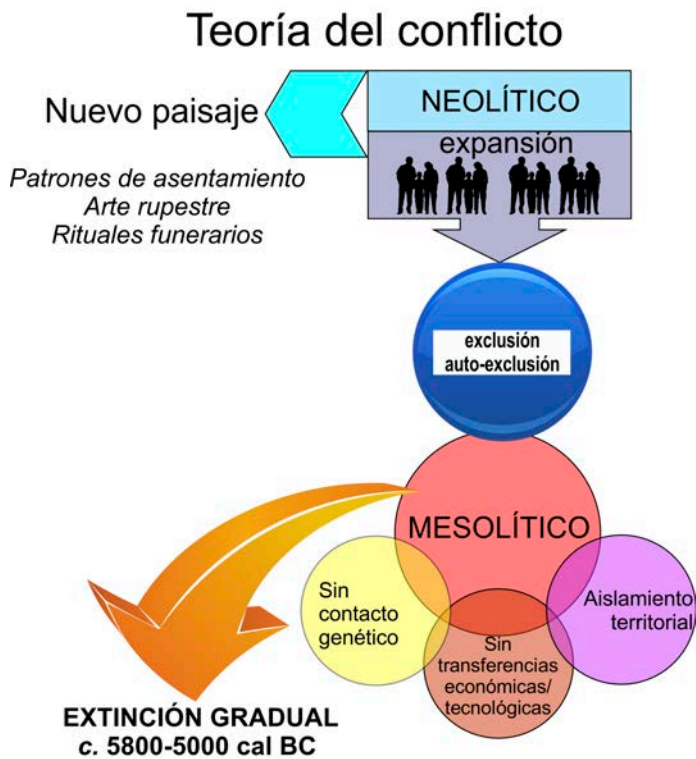 Teoría del conflicto
Nuevo paisaje
Patrones de asentamiento
Arte rupestre
Rituales funerarios
NEOLÍTICO
expansión
exclusión
auto-exclusión
MESOLÍTICO
Sin
contacto
genético
Sin
transferencias
económicas/
tecnológicas
Aislamiento
territorial
EXTINCIÓN GRADUAL
c. 5800-5000 cal BC